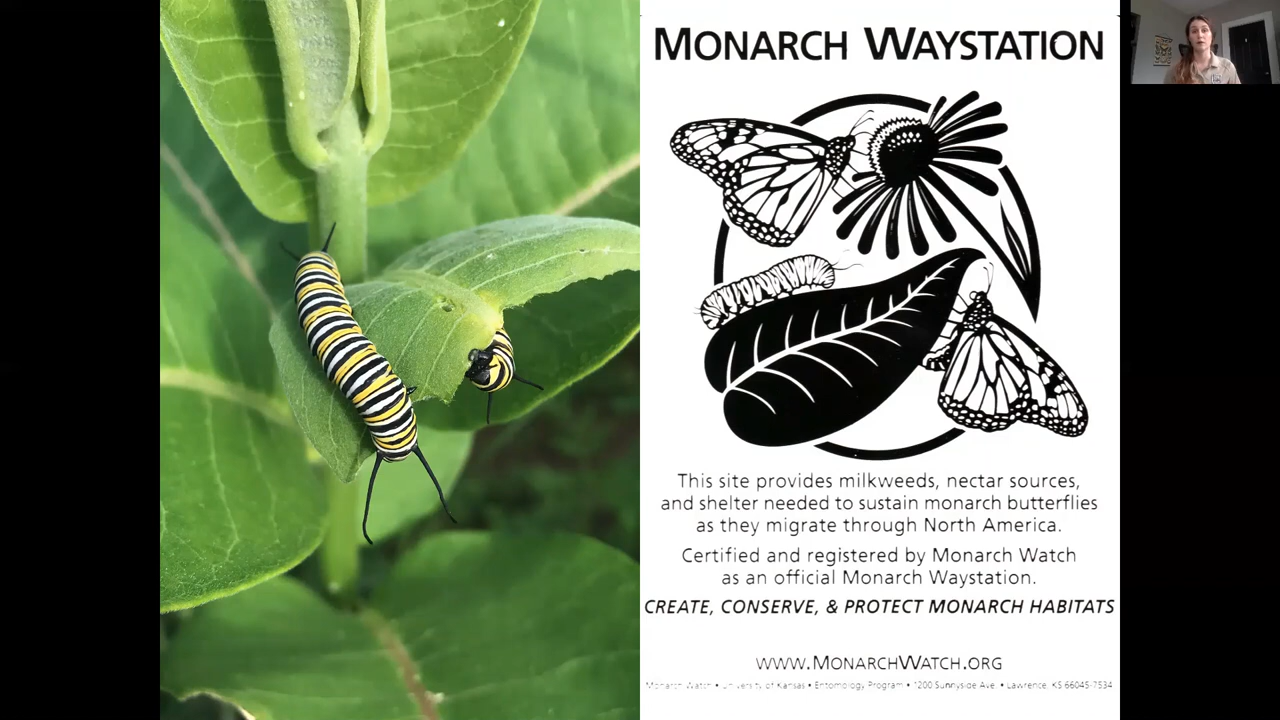 MONARCH WAYSTATION
This site provides milkweeds, nectar sources,
and shelter needed to sustain monarch butterflies
as they migrate through North America.
Certified and registered by Monarch Watch
as an official Monarch Waystation.
CREATE, CONSERVE, & PROTECT MONARCH HABITATS
WWW.MONARCHWATCH.ORG
Monarch Watch • University of Kansas • Entomology Program • 1200 Sunnyside Ave. • Lawrence, KS 66045-7534